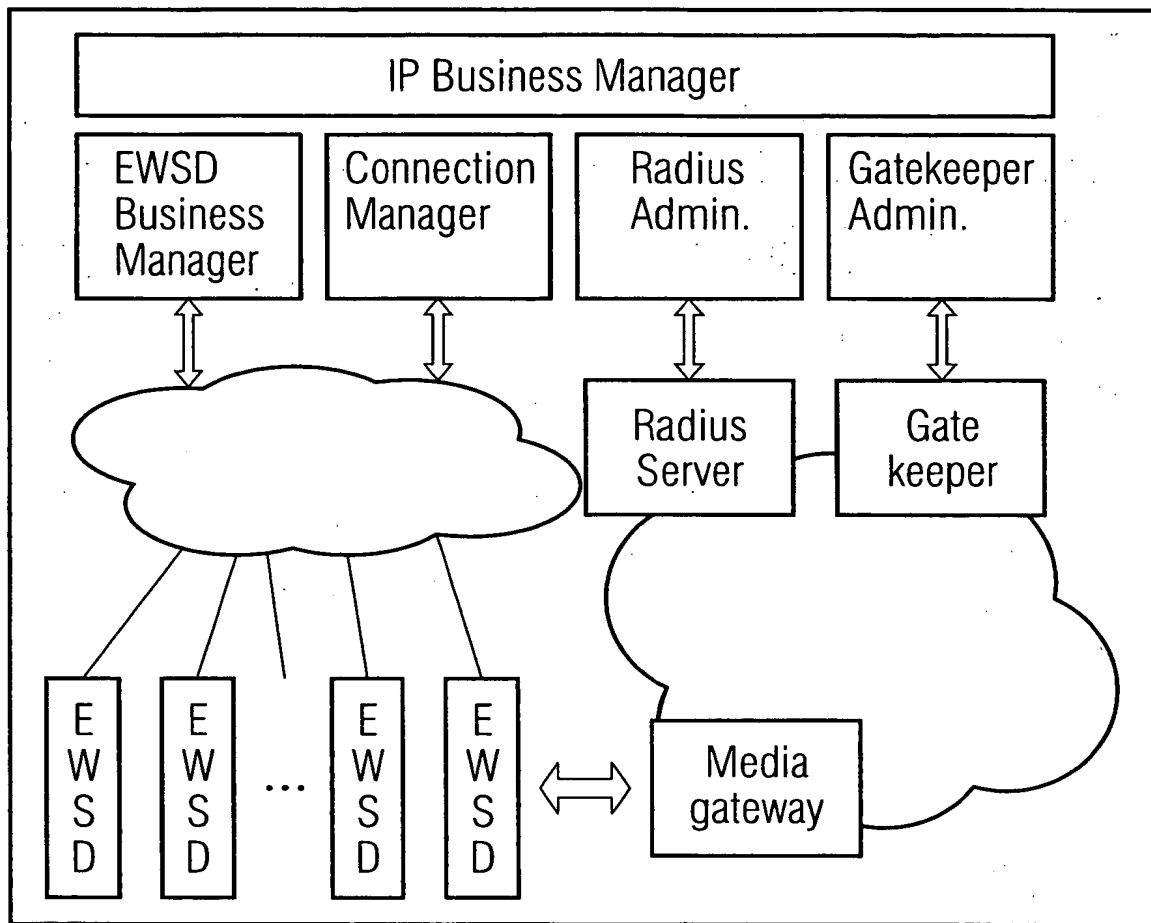 IP Business Manager
EWSD
Business
Manager
Connection
Manager
Radius
Admin.
Gatekeeper
Admin.
Radius
Server
Gate
keeper
E
W
S
D
E
W
S
D
...
E
W
S
D
E
W
S
D
Media
gateway